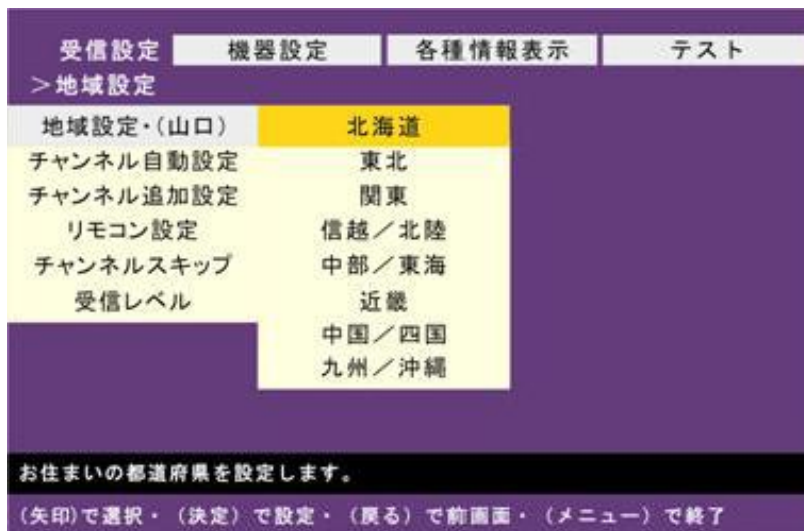 受信設定 機器設定 各種情報表示 テスト
＞地域設定
地域設定・(山口) 北海道
チャンネル自動設定 東北
チャンネル追加設定 関東
リモコン設定 信越／北陸
チャンネルスキップ 中部／東海
受信レベル 近畿
中国／四国
九州／沖縄
お住まいの都道府県を設定します。
(矢印)で選択・（決定）で設定・（戻る）で前画面・（メニュー）で終了